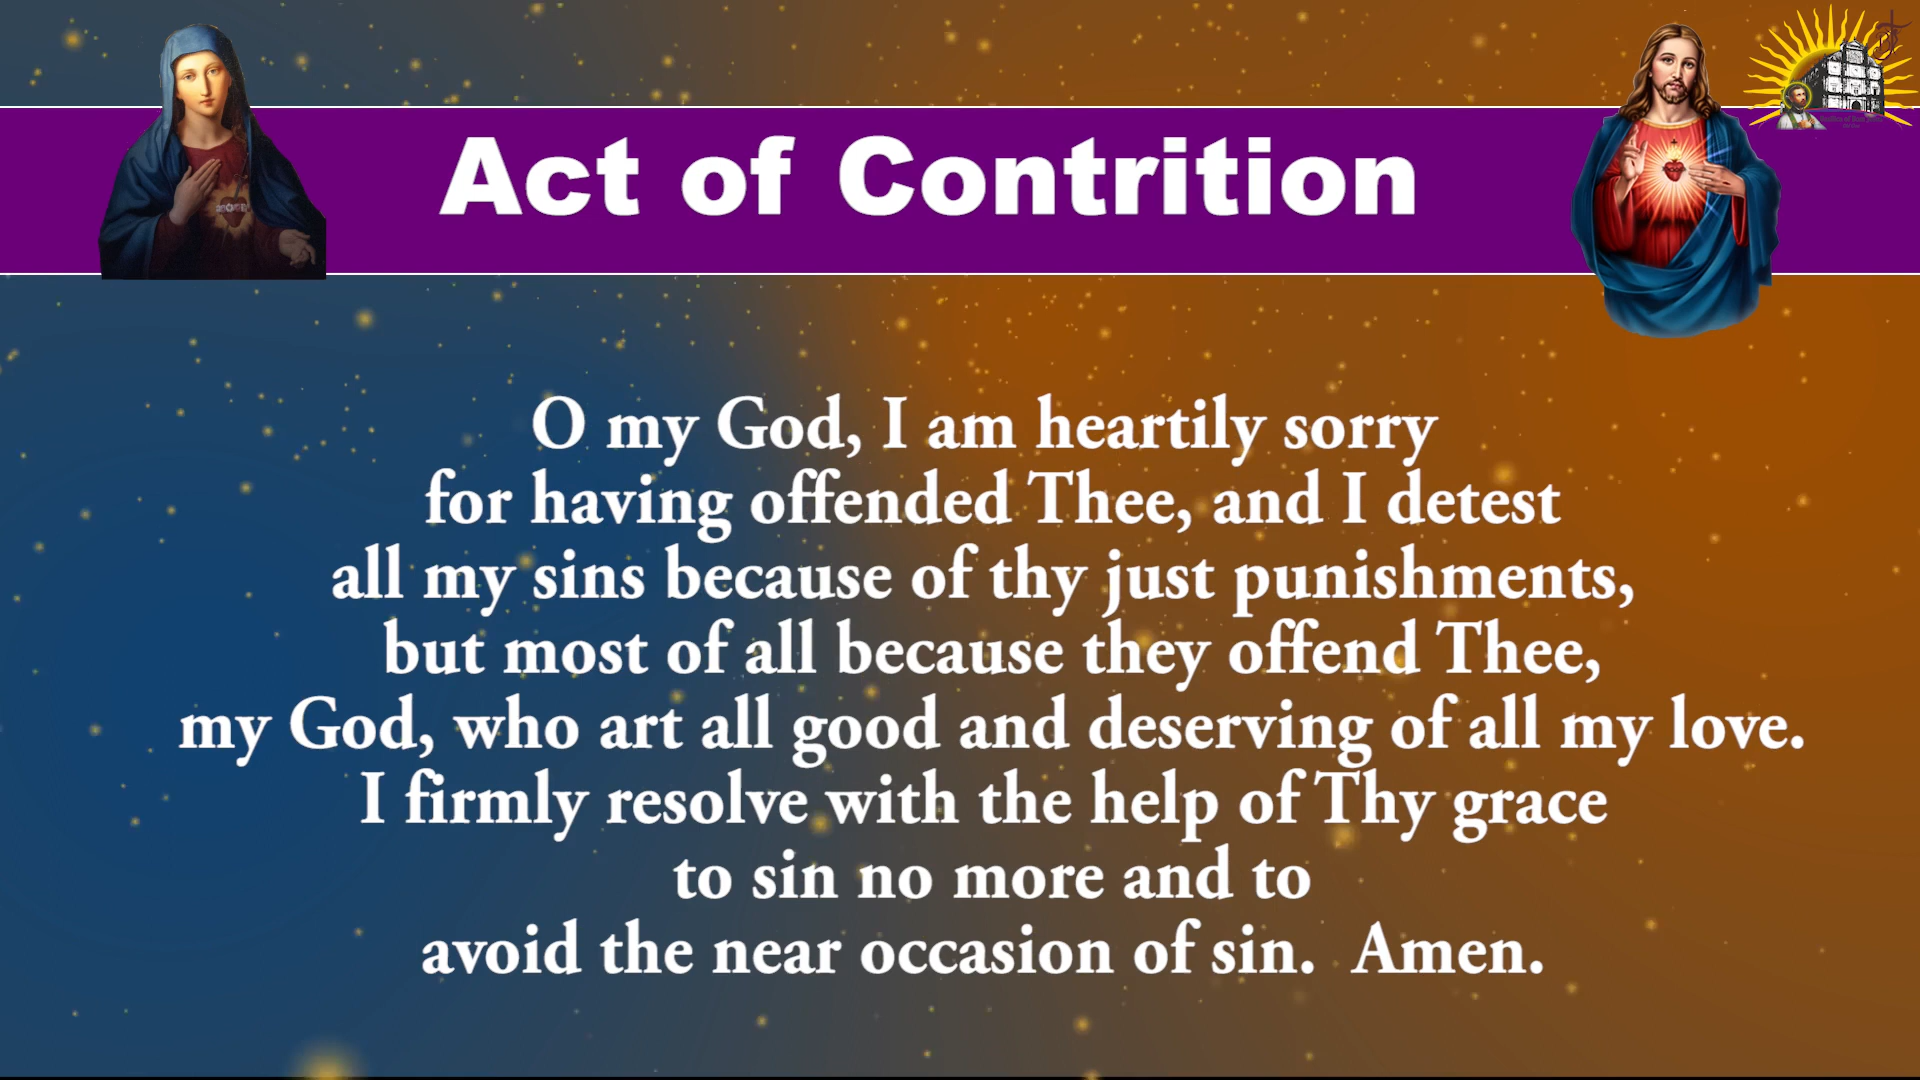 Act of Contrition
O my God, I am heartily sorry
for having offended Thee, and I detest
all my sins because of thy just punishments,
but most of all because they offend Thee,
my God, who art all good and deserving of all my love.
I firmly resolve with the help of Thy grace
to sin no more and to
avoid the near occasion of sin.  Amen.